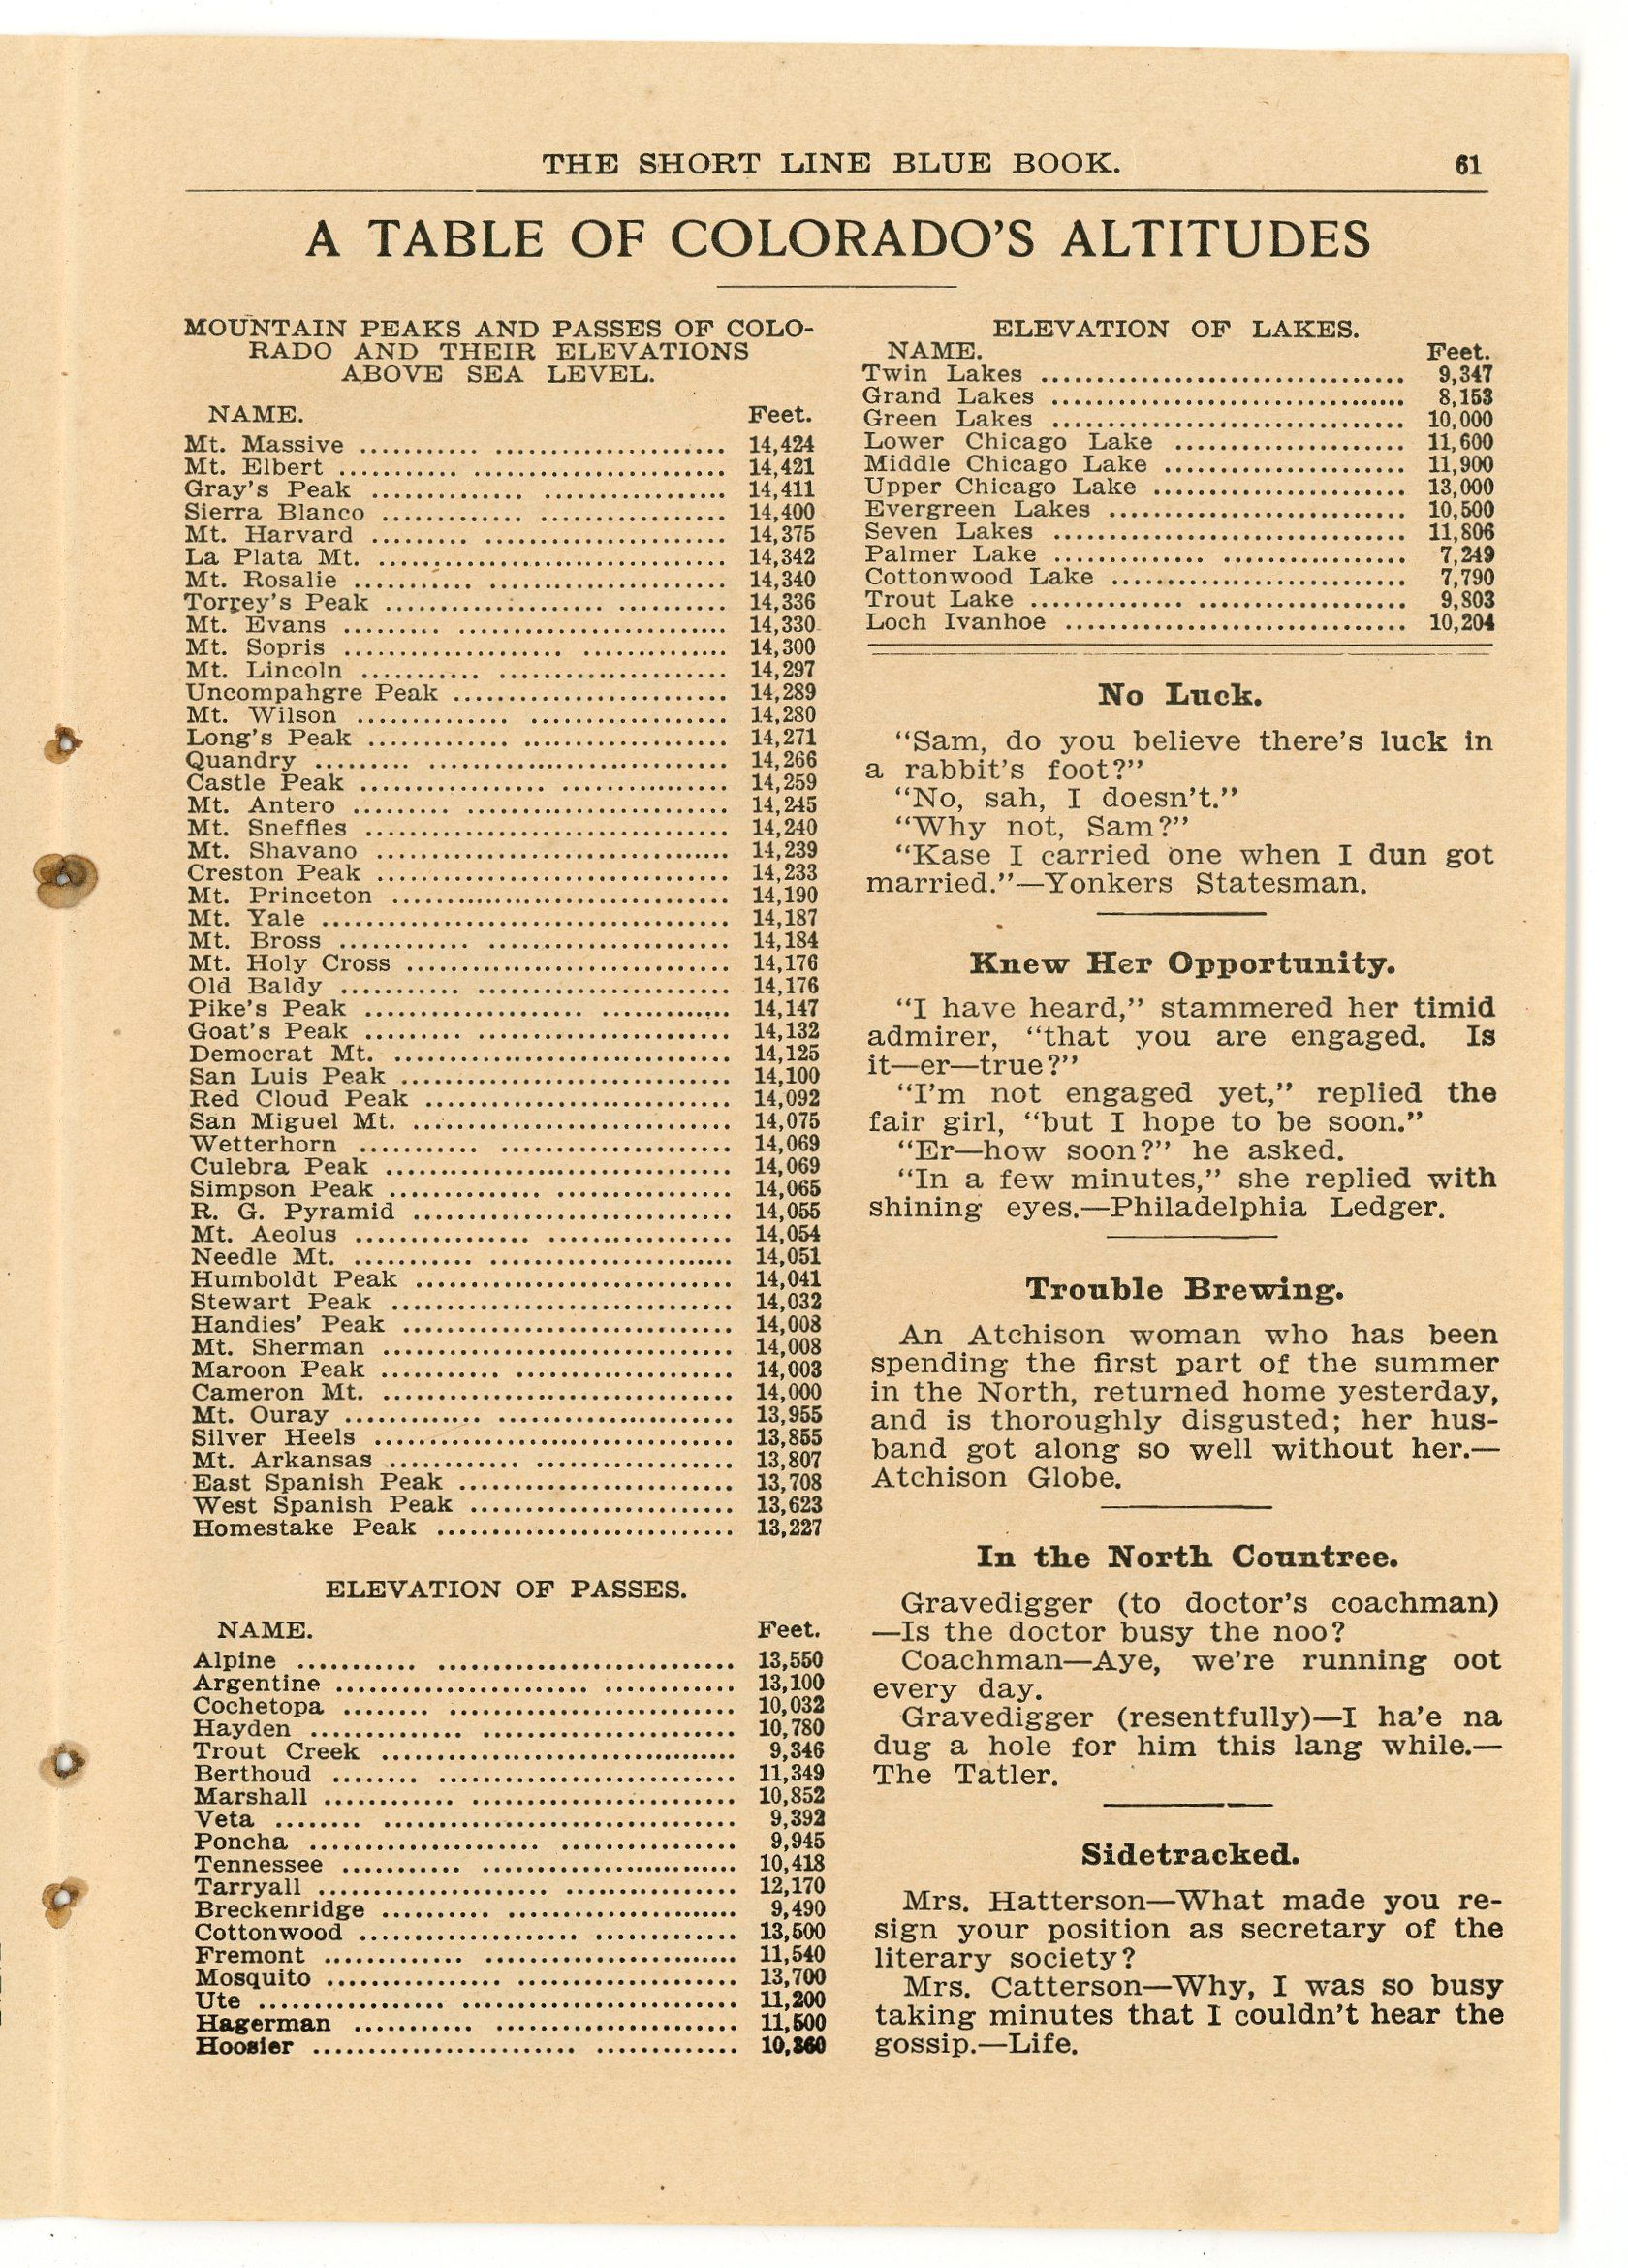 THE SHORT LINE BLUE BOOK. 61
A TABLE OF COLORADO'S ALTITUDES
MOUNTAIN PEAKS AND PASSES OF COLO-
RADO AND THEIR ELEVATIONS
ABOVE SEA LEVEL.
NAME. Feet.
Mt. Massive ........... ..................... 14,424
Mt. Elbert ........... ....................... 14,421
Gray's Peak .............. ................... 14,411
Sierra Blanco ............. ................. 14,400
Mt. Harvard ......... ........................ 14,375
La Plata Mt. ................................ 14,342
Mt. Rosalie ........... ...................... 14,340
Torrey's Peak .................... .......... 14,336
Mt. Evans ......... ......................... 14,330
Mt. Sopris .................... ............. 14,300
Mt. Lincoln ........... ..................... 14,297
Uncompahgre Peak ......................... 14,289
Mt. Wilson .............. .................. 14,280
Long's Peak ............. ................... 14,271
Quandry ......... ........................... 14,266
Castle Peak ................. ............... 14,259
Mt. Antero ......... ........................ 14,245
Mt. Sneffles ................................. 14,240
Mt. Shavano ................................ 14,239
Creston Peak ................................ 14,233
Mt. Princeton ............................... 14,190
Mt. Yale ..................................... 14,187
Mt. Bross ............ ...................... 14,184
Mt. Holy Cross .............................. 14,176
Old Baldy ........... ....................... 14,176
Pike's Peak .................... ............ 14,147
Goat's Peak ......... ....................... 14,132
Democrat Mt. ............................... 14,125
San Luis Peak .............................. 14,100
Red Cloud Peak ............................ 14,092
San Miguel Mt. ............................. 14,075
Wetterhorn ........... ..................... 14,069
Culebra Peak ................................ 14,069
Simpson Peak .............. ................ 14,065
R. G. Pyramid ............................. 14,055
Mt. Aeolus ................ ................. 14,054
Needle Mt. ........... ...................... 14,051
Humboldt Peak ............................. 14,041
Stewart Peak ............................... 14,032
Handies' Peak .............................. 14,008
Mt. Sherman ................................ 14,008
Maroon Peak ........... .................... 14,003
Cameron Mt. ................................ 14,000
Mt. Ouray ............. ..................... 13,955
Silver Heels ................................. 13,855
Mt. Arkansas ............ .................. 13,807
East Spanish Peak ......................... 13,708
West Spanish Peak ........................ 13,623
Homestake Peak ........................... 13,227
ELEVATION OF PASSES.
NAME. Feet.
Alpine ........... ........................... 13,550
Argentine ....................... ............ 13,100
Cochetopa ........ .......................... 10,032
Hayden .............. ....................... 10,780
Trout Creek ................................ 9,346
Berthoud ........ ........................... 11,349
Marshall ............ ........................ 10,852
Veta ........ ................................ 9,392
Poncha ..................... ................ 9,945
Tennessee ........... ....................... 10,418
Tarryall ..................... ................ 12,170
Breckenridge .......... ..................... 9,490
Cottonwood .................... ............. 13,500
Fremont ............. ....................... 11,540
Mosquito ................ .................... 13,700
Ute ................. ......................... 11,200
Hagerman ........... ...................... 11,500
Hoosier ........................ ............. 10,360
ELEVATION OF LAKES.
NAME. Feet.
Twin Lakes ................................. 9,347
Grand Lakes ................................ 8,153
Green Lakes ................................ 10,000
Lower Chicago Lake ..................... 11,600
Middle Chicago Lake ...................... 11,900
Upper Chicago Lake ....................... 13,000
Evergreen Lakes ........................... 10,500
Seven Lakes ................................ 11,806
Palmer Lake .............. ................. 7,249
Cottonwood Lake ........................... 7,790
Trout Lake .............. ................... 9,803
Loch Ivanhoe ............................... 10,204
No Luck.
"Sam, do you believe there's luck in
a rabbit's foot?"
"No, sah, I doesn't."
"Why not, Sam?"
"Kase I carried one when I dun got
married."—Yonkers Statesman.
Knew Her Opportunity.
"I have heard," stammered her timid
admirer, "that you are engaged. Is
it—er—true?"
"I'm not engaged yet," replied the
fair girl, "but I hope to be soon."
"Er—how soon?" he asked.
"In a few minutes," she replied with
shining eyes.—Philadelphia Ledger.
Trouble Brewing.
An Atchison woman who has been
spending the first part of the summer
in the North, returned home yesterday,
and is thoroughly disgusted; her hus-
band got along so well without her.—
Atchison Globe.
In the North Countree.
Gravedigger (to doctor's coachman)
—Is the doctor busy the noo?
Coachman—Aye, we're running oot
every day.
Gravedigger (resentfully)—I ha'e na
dug a hole for him this lang while.—
The Tatler.
Sidetracked.
Mrs. Hatterson—What made you re-
sign your position as secretary of the
literary society?
Mrs. Catterson—Why, I was so busy
taking minutes that I couldn't hear the
gossip.—Life.